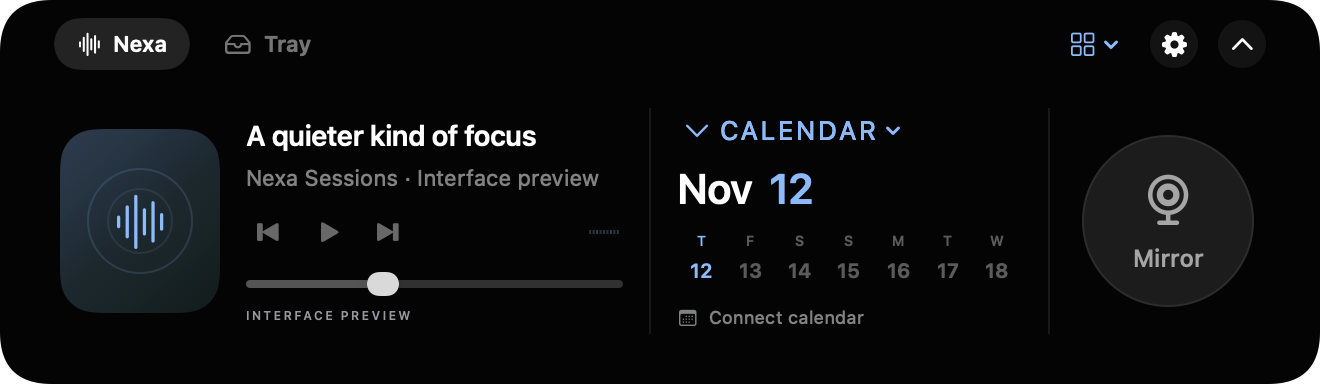 Nexa
Tray
A quieter kind of focus
Nexa Sessions · Interface preview
INTERFACE PREVIEW
CALENDAR
Nov 12
T F S S M T W
12 13 14 15 16 17 18
Connect calendar
Mirror